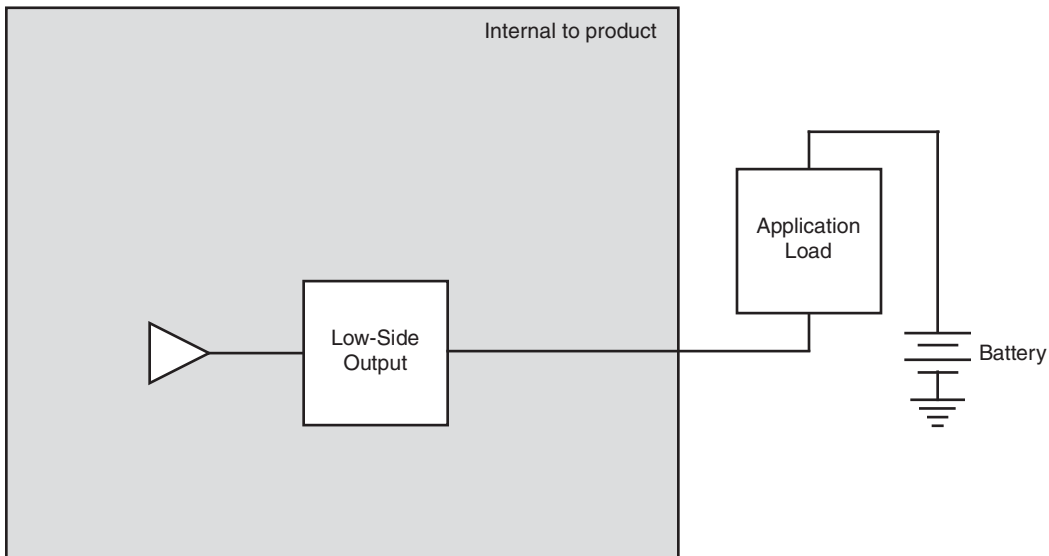 Internal to product
Application
Load
Low-Side
Output
Battery